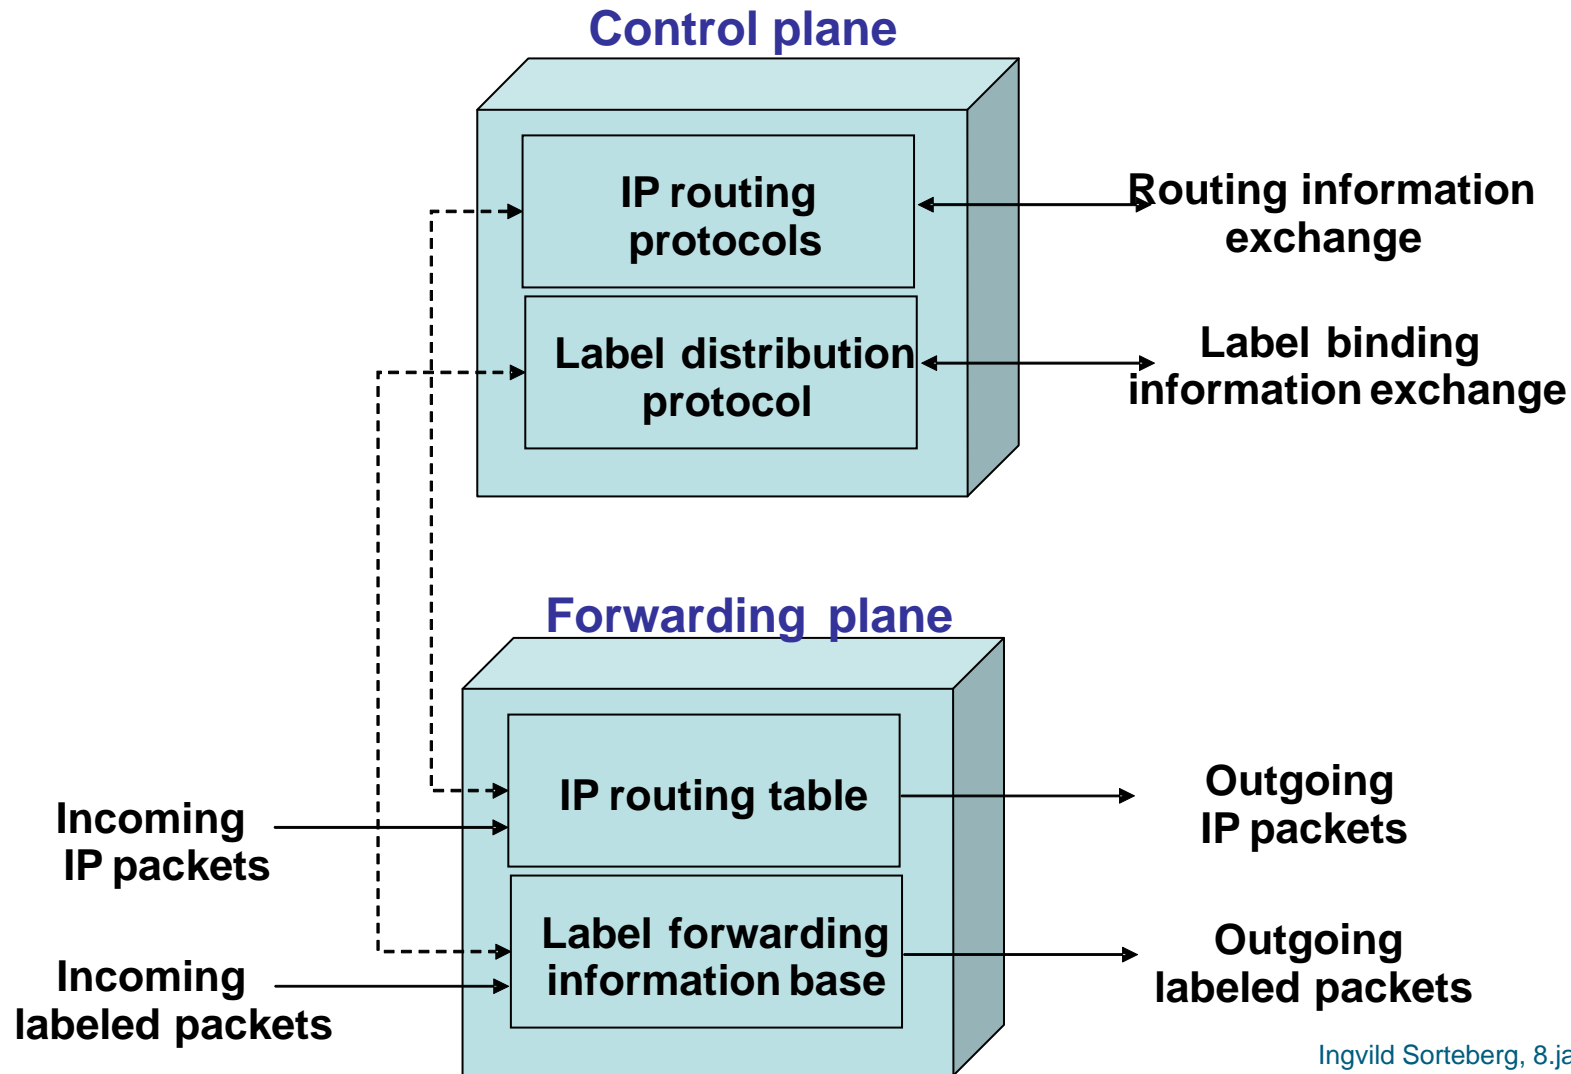 Control plane
IP routing
protocols
Routing information
exchange
Label distribution
protocol
Label binding
information exchange
Forwarding plane
IP routing table
Incoming
IP packets
Outgoing
IP packets
Label forwarding
information base
Incoming
labeled packets
Outgoing
labeled packets
Ingvild Sorteberg, 8.ja